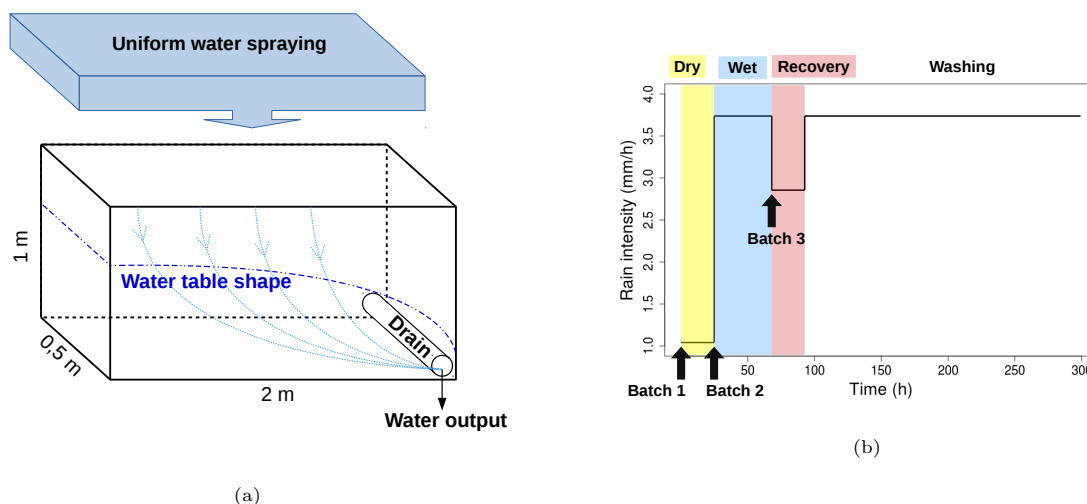 Uniform water spraying
1 m
Water table shape
Drain
0,5 m
2 m
Water output
(a)
Dry Wet Recovery Washing
Rain intensity (mm/h)
4.0
3.5
3.0
2.5
2.0
1.5
1.0
Batch 3
50 100 150 200 250 300
Batch 1 Batch 2 Time (h)
(b)